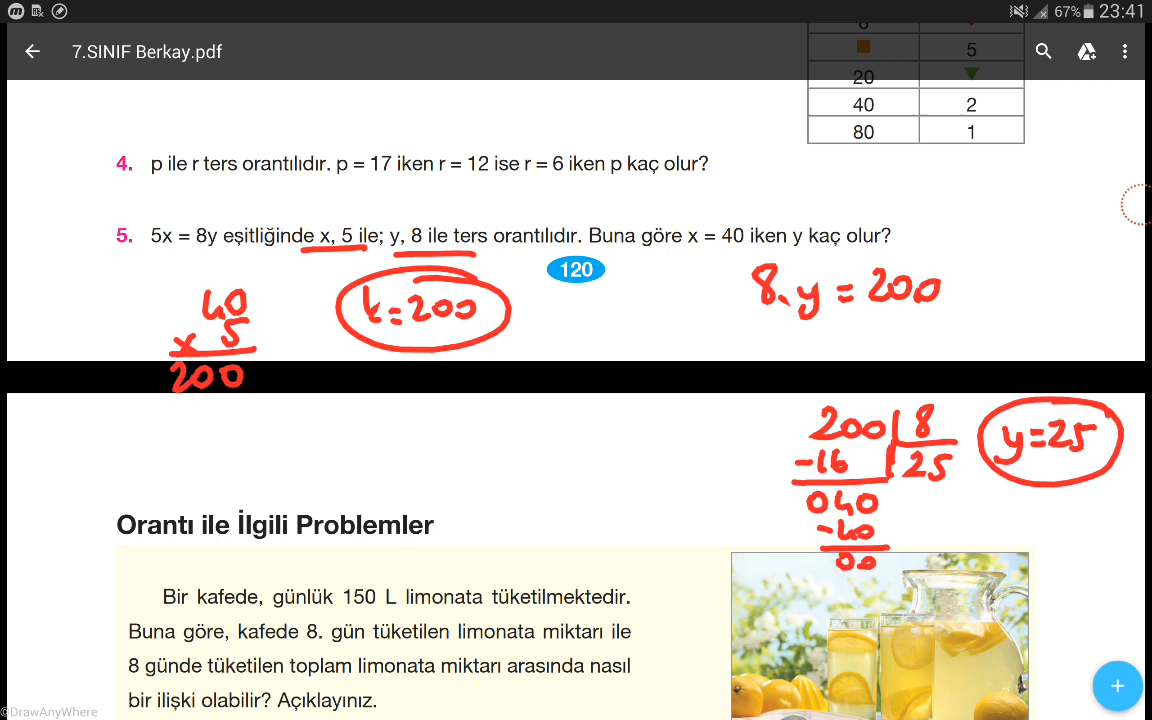 67% 23:41
7.SINIF Berkay.pdf
5
20
40 2
80 1
4. p ile r ters orantılıdır. p = 17 iken r = 12 ise r = 6 iken p kaç olur?
5. 5x = 8y eşitliğinde x, 5 ile; y, 8 ile ters orantılıdır. Buna göre x = 40 iken y kaç olur?
120
40
x 5
200
k=200
8.y = 200
200 8
-16 25
040
-40
00
y=25
Orantı ile İlgili Problemler
Bir kafede, günlük 150 L limonata tüketilmektedir.
Buna göre, kafede 8. gün tüketilen limonata miktarı ile
8 günde tüketilen toplam limonata miktarı arasında nasıl
bir ilişki olabilir? Açıklayınız.
©DrawAnyWhere